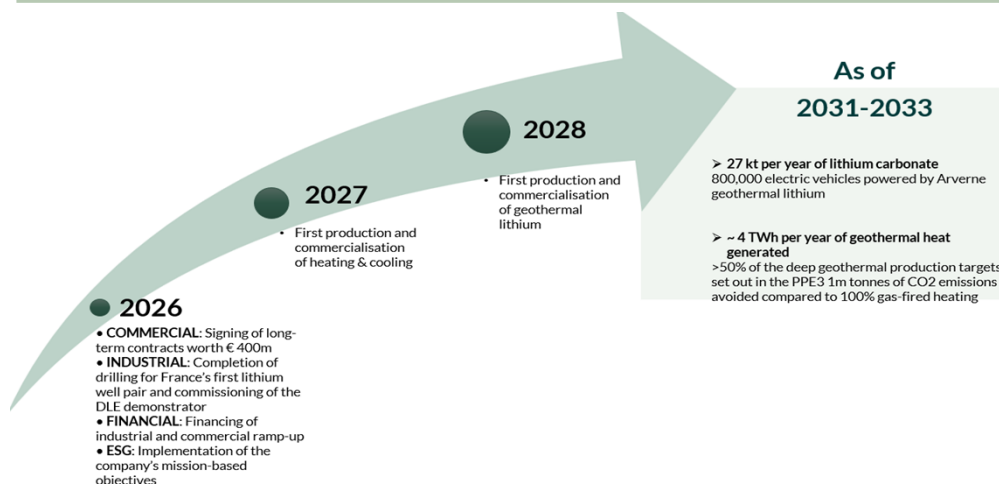 As of
2031-2033
➢ 27 kt per year of lithium carbonate
800,000 electric vehicles powered by Arverne
geothermal lithium
➢ ~ 4 TWh per year of geothermal heat
generated
>50% of the deep geothermal production targets
set out in the PPE3 1m tonnes of CO2 emissions
avoided compared to 100% gas-fired heating
2028
• First production and
commercialisation
of geothermal
lithium
2027
• First production and
commercialisation
of heating & cooling
2026
• COMMERCIAL: Signing of long-
term contracts worth € 400m
• INDUSTRIAL: Completion of
drilling for France's first lithium
well pair and commissioning of the
DLE demonstrator
• FINANCIAL: Financing of
industrial and commercial ramp-up
• ESG: Implementation of the
company's mission-based
objectives